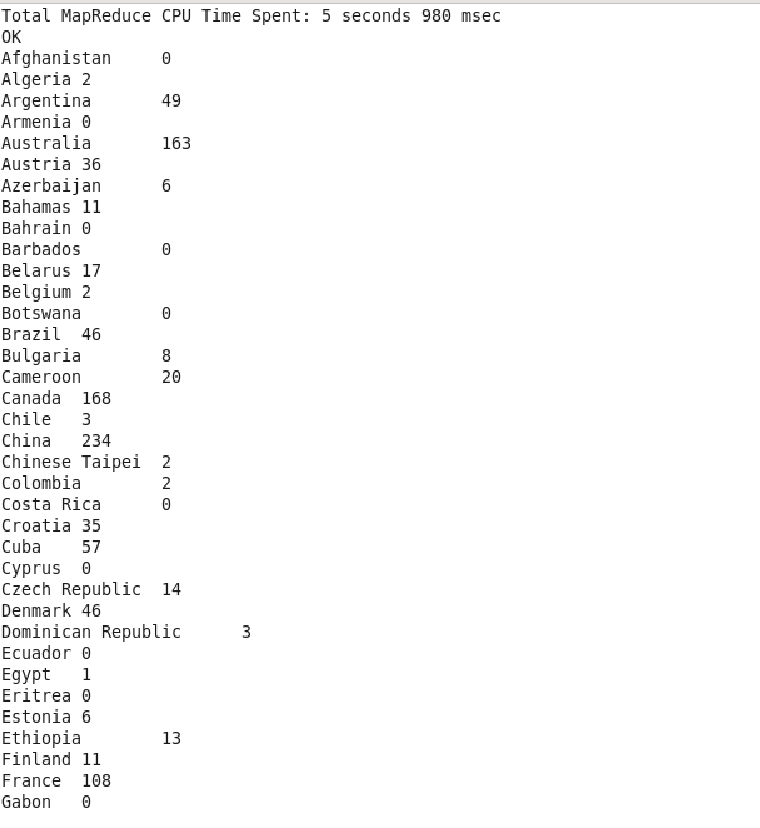 Total MapReduce CPU Time Spent: 5 seconds 980 msec
OK
Afghanistan     0
Algeria 2
Argentina       49
Armenia 0
Australia       163
Austria 36
Azerbaijan      6
Bahamas 11
Bahrain 0
Barbados        0
Belarus 17
Belgium 2
Botswana        0
Brazil  46
Bulgaria        8
Cameroon        20
Canada  168
Chile   3
China   234
Chinese Taipei  2
Colombia        2
Costa Rica      0
Croatia 35
Cuba    57
Cyprus  0
Czech Republic  14
Denmark 46
Dominican Republic      3
Ecuador 0
Egypt   1
Eritrea 0
Estonia 6
Ethiopia        13
Finland 11
France  108
Gabon   0